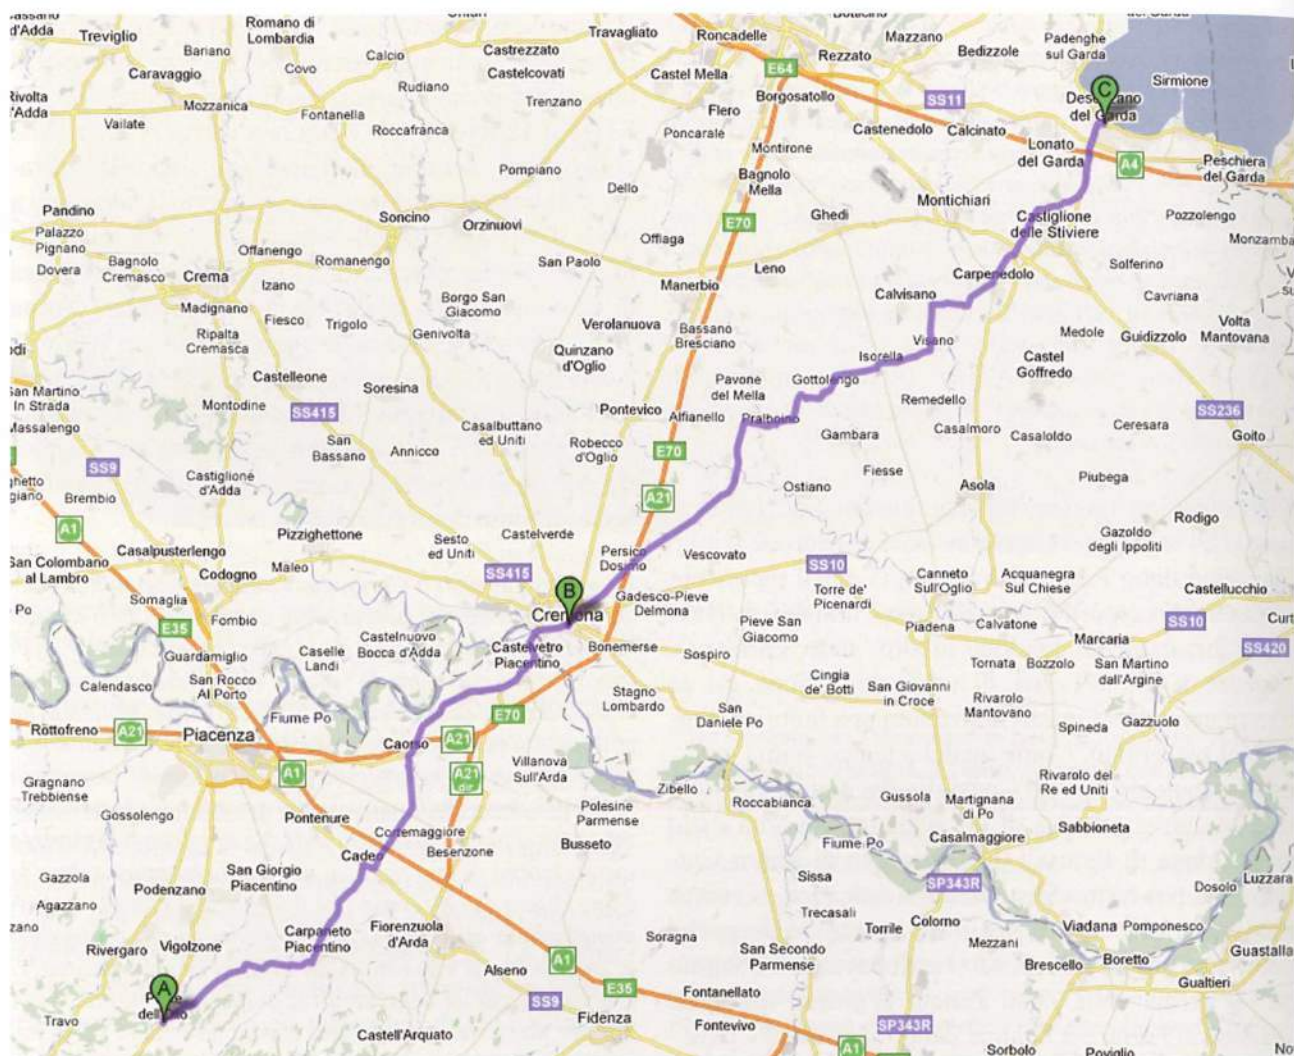 d'Adda
Treviglio
Romano di
Lombardia
Travagliato
Roncadelle
Mazzano
Padenghe
sul Garda
Bariano
Calcio
Castrezzato
Rezzato
Bedizzole
Caravaggio
Covo
Castelcovati
Castel Mella
E64
Sirmione
Rudiano
Borgosatollo
SS11
C
Desenzano
del Garda
Rivolta
d'Adda
Mozzanica
Fontanella
Trenzano
Flero
Vailate
Roccafranca
Poncarale
Castenedolo
Calcinato
Lonato
del Garda
Montirone
A4
Peschiera
del Garda
Pompiano
Bagnolo
Mella
Dello
Montichiari
Pandino
Soncino
Orzinuovi
E70
Ghedi
Castiglione
delle Stiviere
Pozzolengo
Palazzo
Pignano
Offanengo
Offlaga
Bagnolo
Cremasco
Romanengo
San Paolo
Leno
Solferino
Dovera
Crema
Izano
Manerbio
Carpenedolo
Madignano
Borgo San
Giacomo
Calvisano
Cavriana
Fiesco
Trigolo
Genivolta
Verolanuova
Bassano
Bresciano
Medole
Guidizzolo
Volta
Mantovana
Ripalta
Cremasca
Quinzano
d'Oglio
Isorella
Visano
Castel
Goffredo
Castelleone
Soresina
Pavone
del Mella
Gottolengo
San Martino
In Strada
Montodine
SS415
Pontevico
Alfianello
Pralboino
Remedello
SS236
Massalengo
San
Bassano
Annicco
Casalbuttano
ed Uniti
Robecco
d'Oglio
Gambara
Casalmoro
Casaloldo
Ceresara
Goito
SS9
Castiglione
d'Adda
E70
Fiesse
Brembio
A21
Ostiano
Asola
Piubega
A1
Pizzighettone
Sesto
ed Uniti
Castelverde
Rodigo
Casalpusterlengo
Persico
Dosimo
Vescovato
Gazoldo
degli Ippoliti
San Colombano
al Lambro
Codogno
Maleo
SS415
B
SS10
Canneto
Sull'Oglio
Acquanegra
Sul Chiese
Castellucchio
Somaglia
Gadesco-Pieve
Delmona
Torre de'
Picenardi
Po
Fombio
Cremona
E35
Castelnuovo
Bocca d'Adda
Pieve San
Giacomo
Piadena
Calvatone
Marcaria
SS10
Guardamiglio
Caselle
Landi
Castelvetro
Piacentino
Bonemerse
Sospiro
SS420
Calendasco
San Rocco
Al Porto
Cingia
de' Botti
San Giovanni
in Croce
Tornata
Bozzolo
San Martino
dall'Argine
Stagno
Lombardo
Rivarolo
Mantovano
Fiume Po
E70
San
Daniele Po
Spineda
Gazzuolo
Rottofreno
A21
Piacenza
Caorso
A21
Villanova
Sull'Arda
A1
A21
dir
Rivarolo del
Re ed Uniti
Gragnano
Trebbiense
Zibello
Gossolengo
Pontenure
Polesine
Parmense
Roccabianca
Gussola
Martignana
di Po
Cortemaggiore
Sabbioneta
Besenzone
Busseto
Fiume Po
Casalmaggiore
Cadeo
Gazzola
San Giorgio
Piacentino
Sissa
SP343R
Dosolo
Luzzara
Podenzano
Agazzano
Trecasali
Carpaneto
Piacentino
Fiorenzuola
d'Arda
Torrile
Colorno
Viadana
Pomponesco
Rivergaro
Vigolzone
Soragna
San Secondo
Parmense
Mezzani
Guastalla
A1
Brescello
Boretto
Alseno
Gualtieri
A
E35
Fontanellato
SS9
Travo
Castell'Arquato
Fidenza
Fontevivo
SP343R
A1
Sorbolo
Poviglio